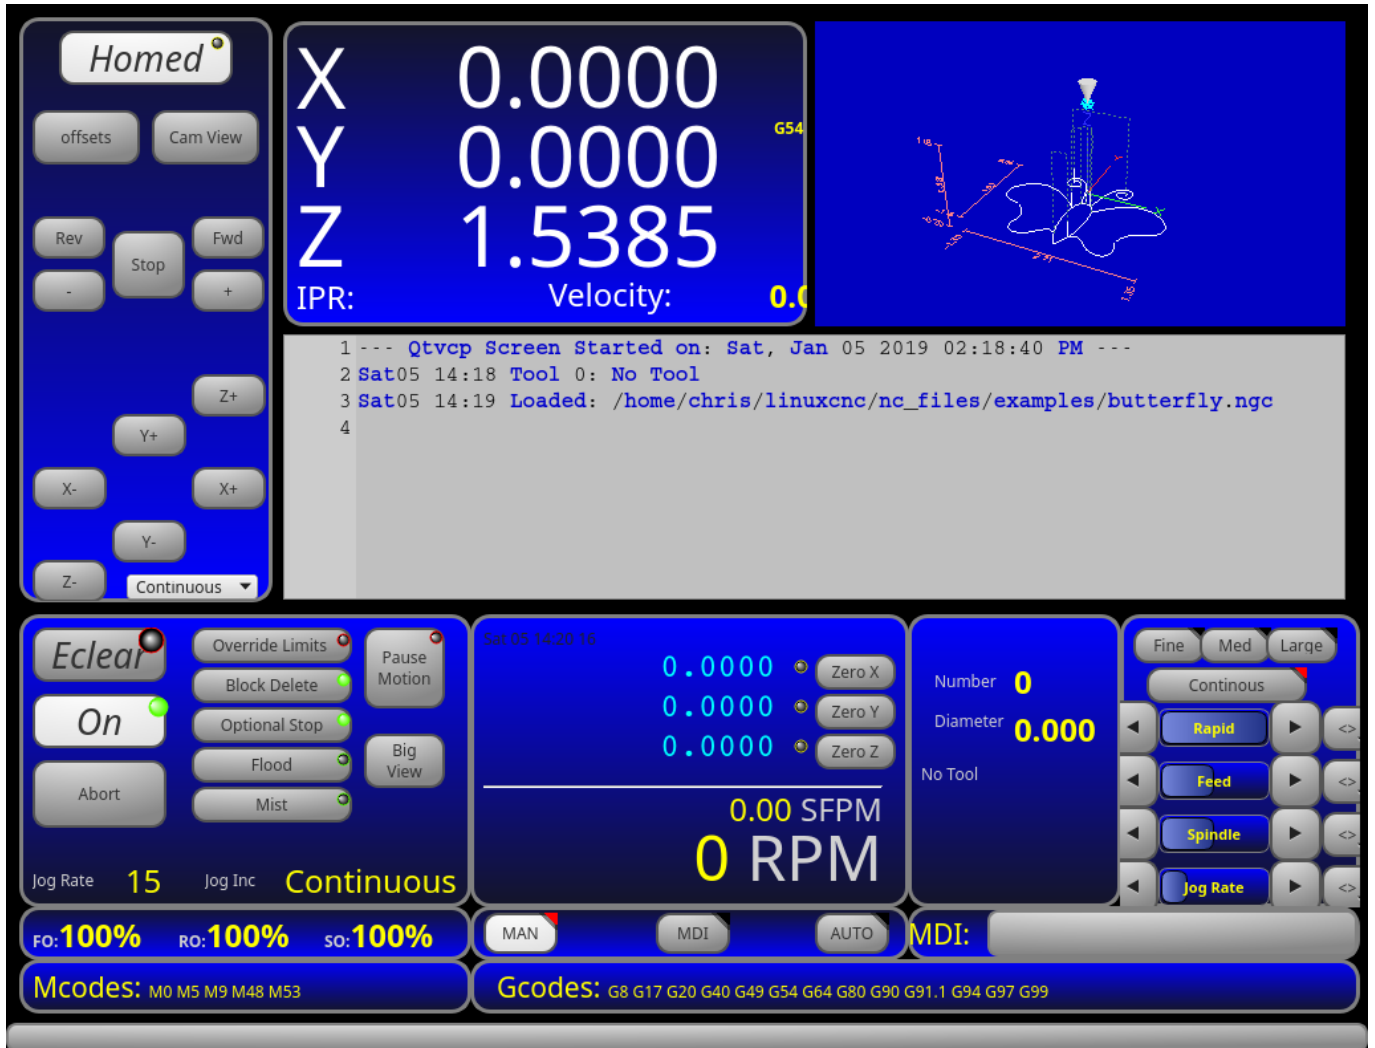 Homed
offsets Cam View
Rev Stop Fwd
- +
Z+
Y+
X- X+
Y-
Z- Continuous
X 0.0000
Y 0.0000 G54
Z 1.5385
IPR: Velocity: 0.0
1 --- Qtvcp Screen Started on: Sat, Jan 05 2019 02:18:40 PM ---
2 Sat05 14:18 Tool 0: No Tool
3 Sat05 14:19 Loaded: /home/chris/linuxcnc/nc_files/examples/butterfly.ngc
4
Eclear
On
Abort
Override Limits
Block Delete
Optional Stop
Flood
Mist
Pause
Motion
Big
View
Jog Rate 15 Jog Inc Continuous
Sat 05 14:20 16
0.0000 Zero X
0.0000 Zero Y
0.0000 Zero Z
0.00 SFPM
0 RPM
Number 0
Diameter 0.000
No Tool
Fine Med Large
Continous
◀ Rapid ▶ <>
◀ Feed ▶ <>
◀ Spindle ▶ <>
◀ Jog Rate ▶ <>
FO:100% RO:100% SO:100%
MAN MDI AUTO
MDI:
Mcodes: M0 M5 M9 M48 M53
Gcodes: G8 G17 G20 G40 G49 G54 G64 G80 G90 G91.1 G94 G97 G99